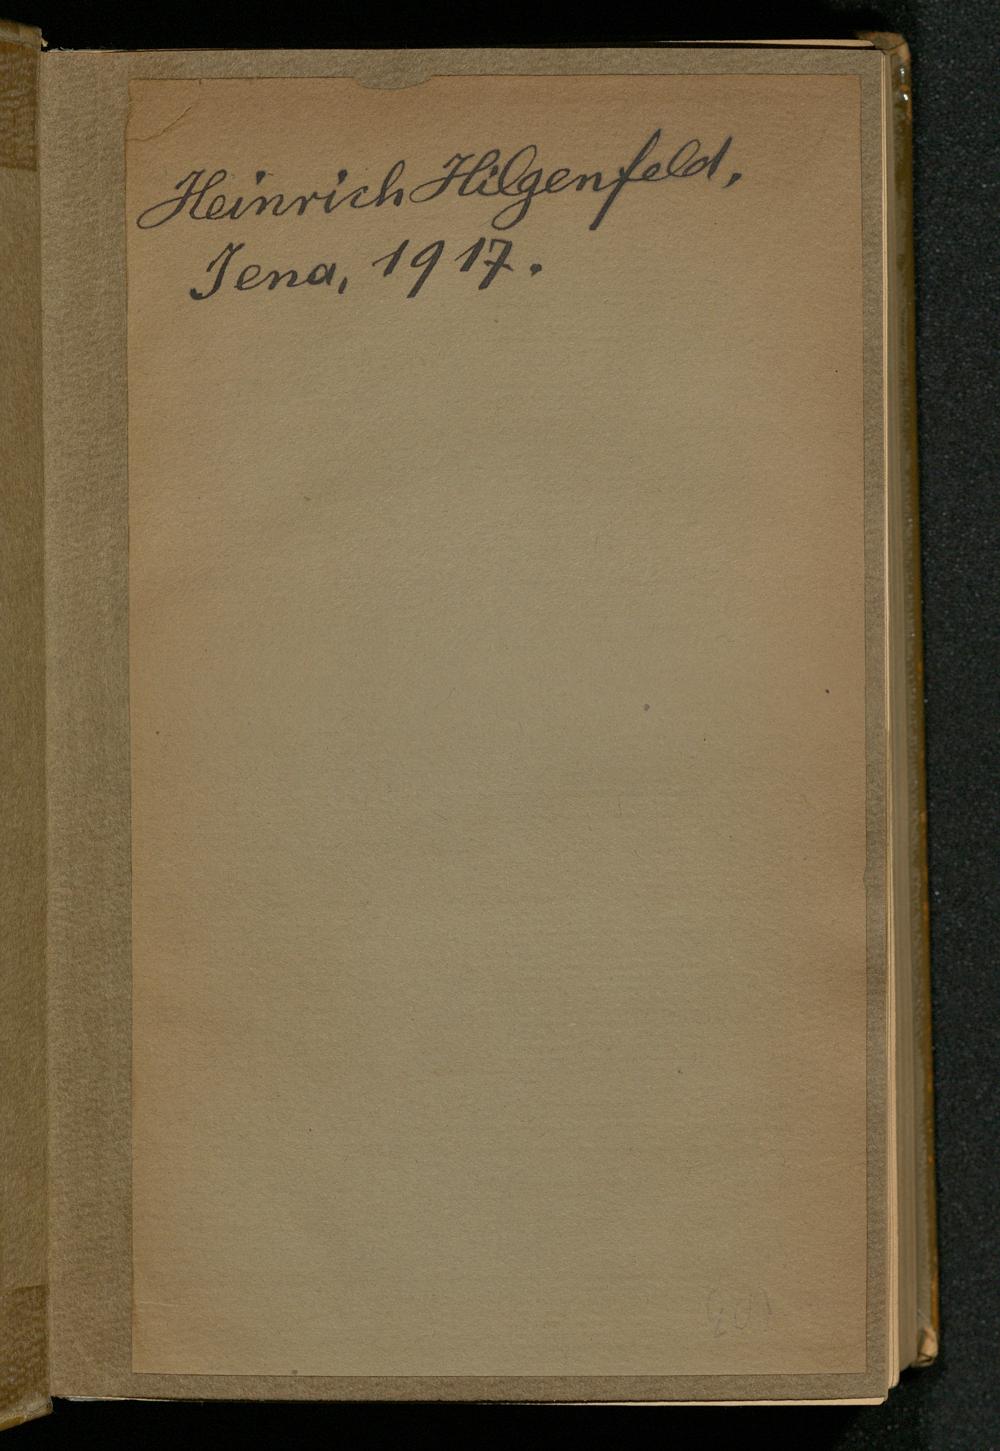 Heinrich Hilgenfeld,
Jena, 1917.